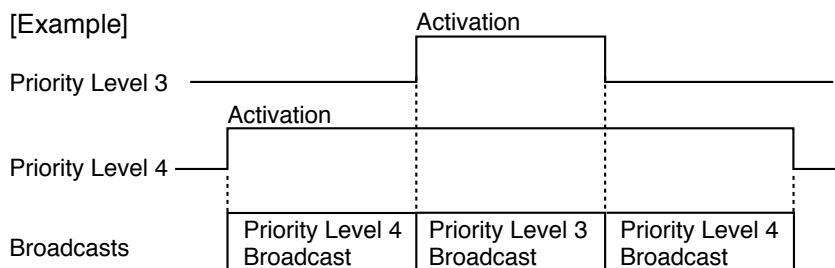 [Example]
Activation
Priority Level 3
Activation
Priority Level 4
Broadcasts
Priority Level 4
Broadcast
Priority Level 3
Broadcast
Priority Level 4
Broadcast